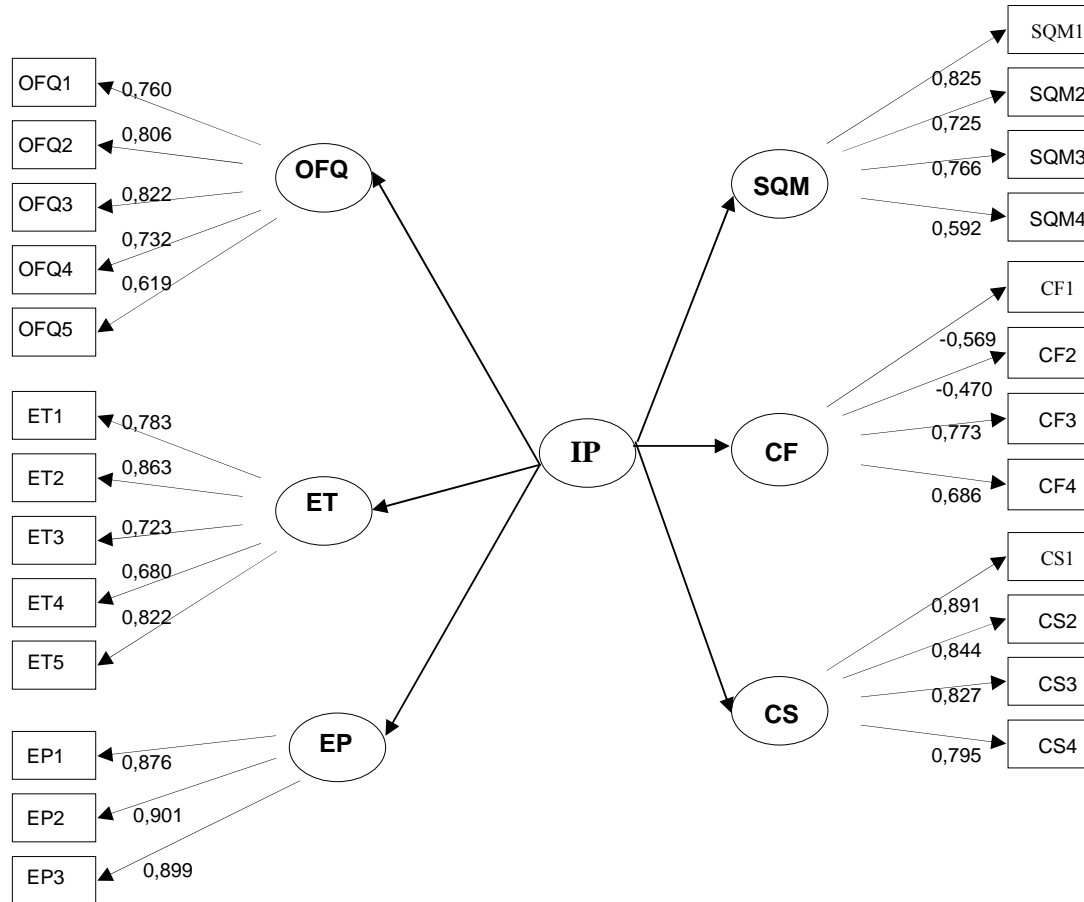 OFQ1
0,760
OFQ2
0,806
OFQ3
0,822
OFQ4
0,732
OFQ5
0,619
OFQ
ET1
0,783
ET2
0,863
ET3
0,723
ET4
0,680
ET5
0,822
ET
EP1
0,876
EP2
0,901
EP3
0,899
EP
IP
SQM
SQM1
0,825
SQM2
0,725
SQM3
0,766
SQM4
0,592
CF
CF1
-0,569
CF2
-0,470
CF3
0,773
CF4
0,686
CS
CS1
0,891
CS2
0,844
CS3
0,827
CS4
0,795